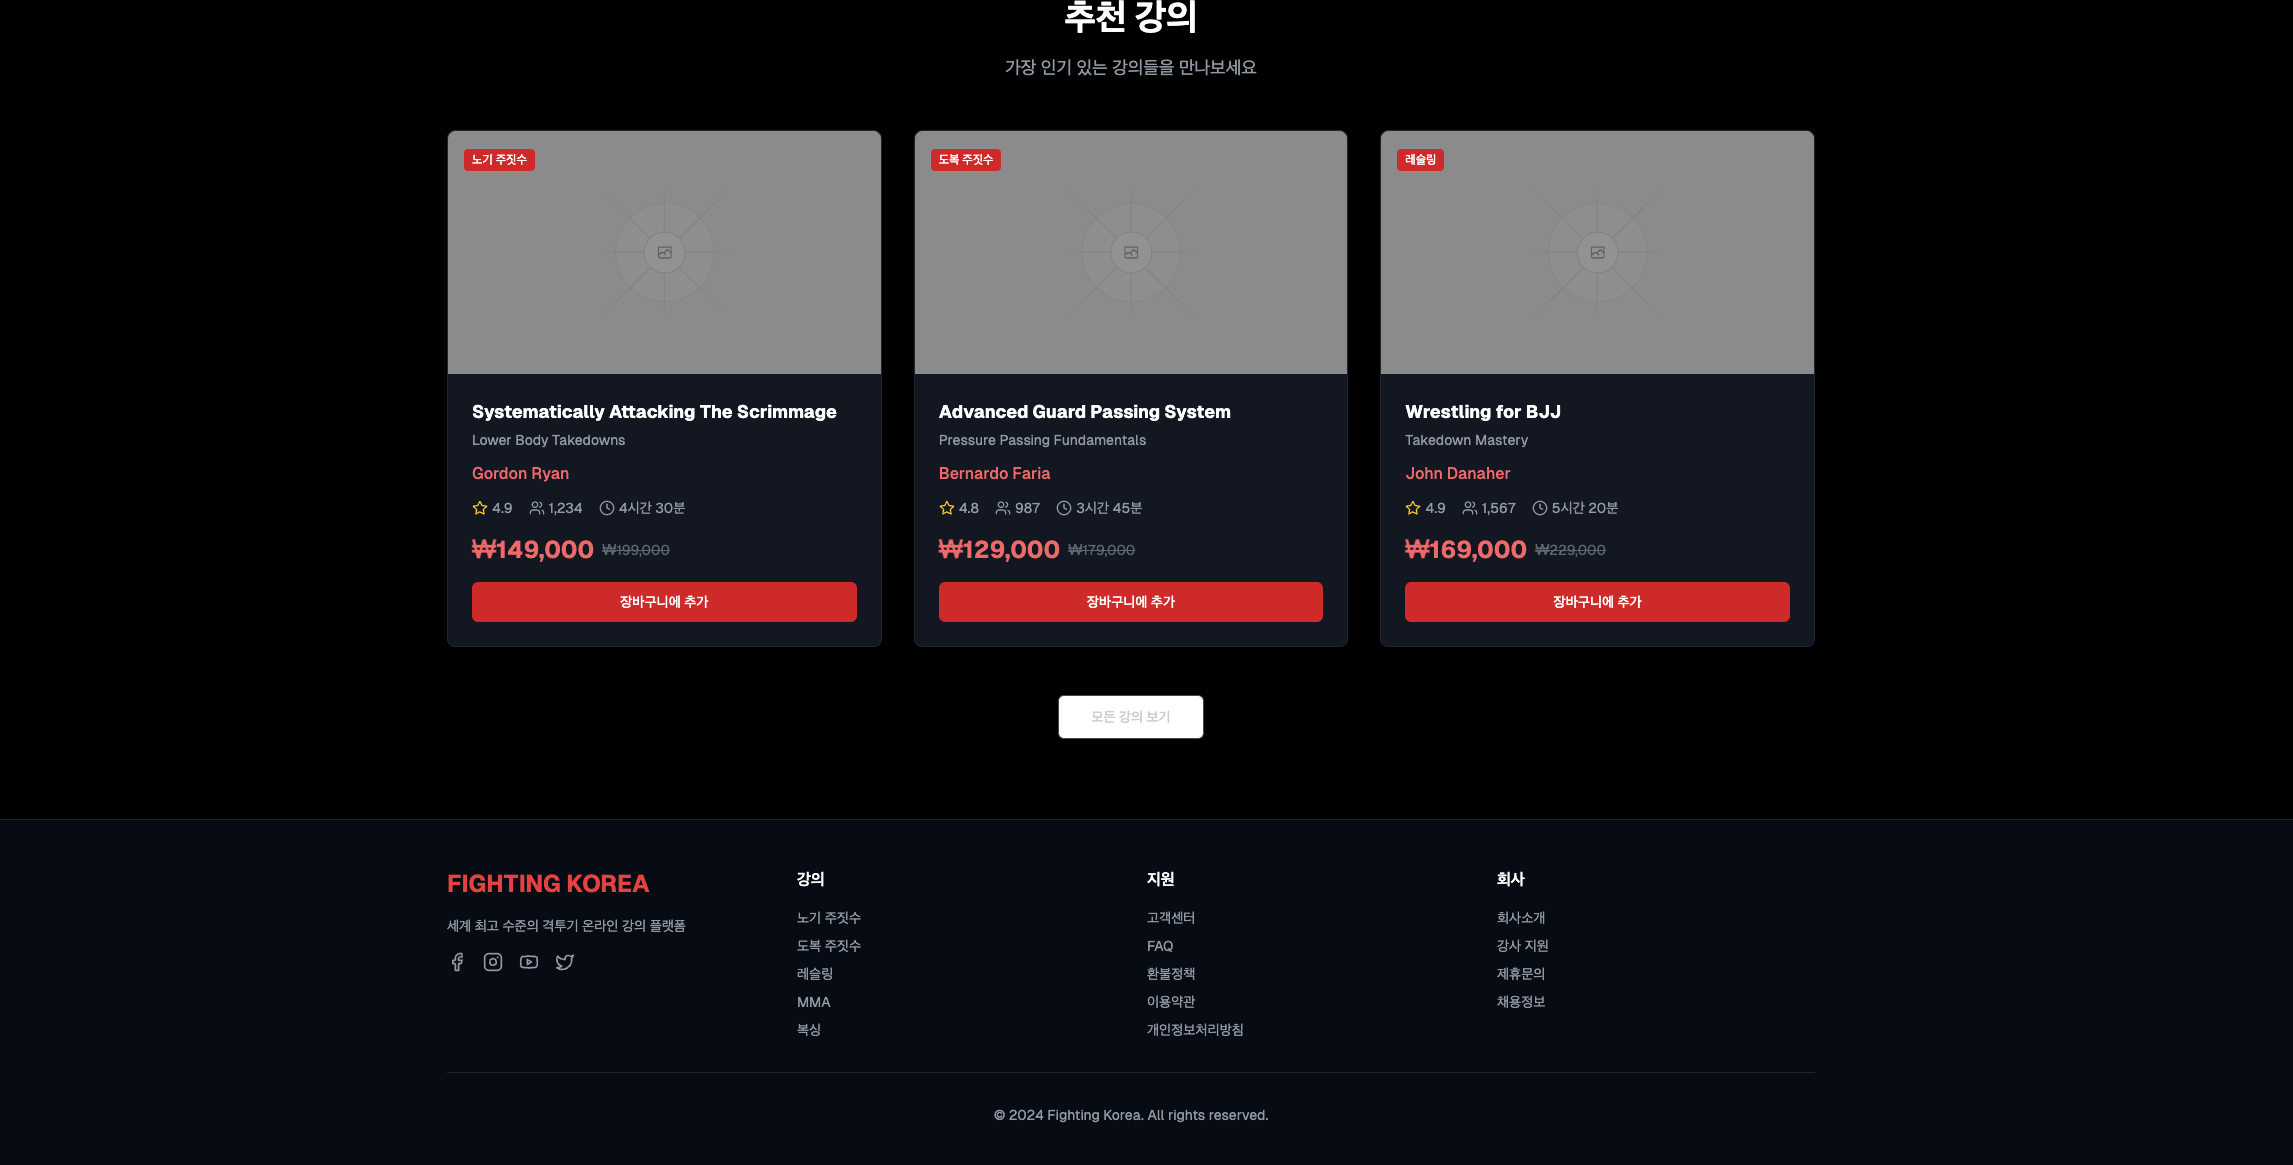 추천 강의
가장 인기 있는 강의들을 만나보세요
노기 주짓수
Systematically Attacking The Scrimmage
Lower Body Takedowns
Gordon Ryan
4.9 1,234 4시간 30분
₩149,000 ₩199,000
장바구니에 추가
도복 주짓수
Advanced Guard Passing System
Pressure Passing Fundamentals
Bernardo Faria
4.8 987 3시간 45분
₩129,000 ₩179,000
장바구니에 추가
레슬링
Wrestling for BJJ
Takedown Mastery
John Danaher
4.9 1,567 5시간 20분
₩169,000 ₩229,000
장바구니에 추가
모든 강의 보기
FIGHTING KOREA
세계 최고 수준의 격투기 온라인 강의 플랫폼
강의
노기 주짓수
도복 주짓수
레슬링
MMA
복싱
지원
고객센터
FAQ
환불정책
이용약관
개인정보처리방침
회사
회사소개
강사 지원
제휴문의
채용정보
© 2024 Fighting Korea. All rights reserved.